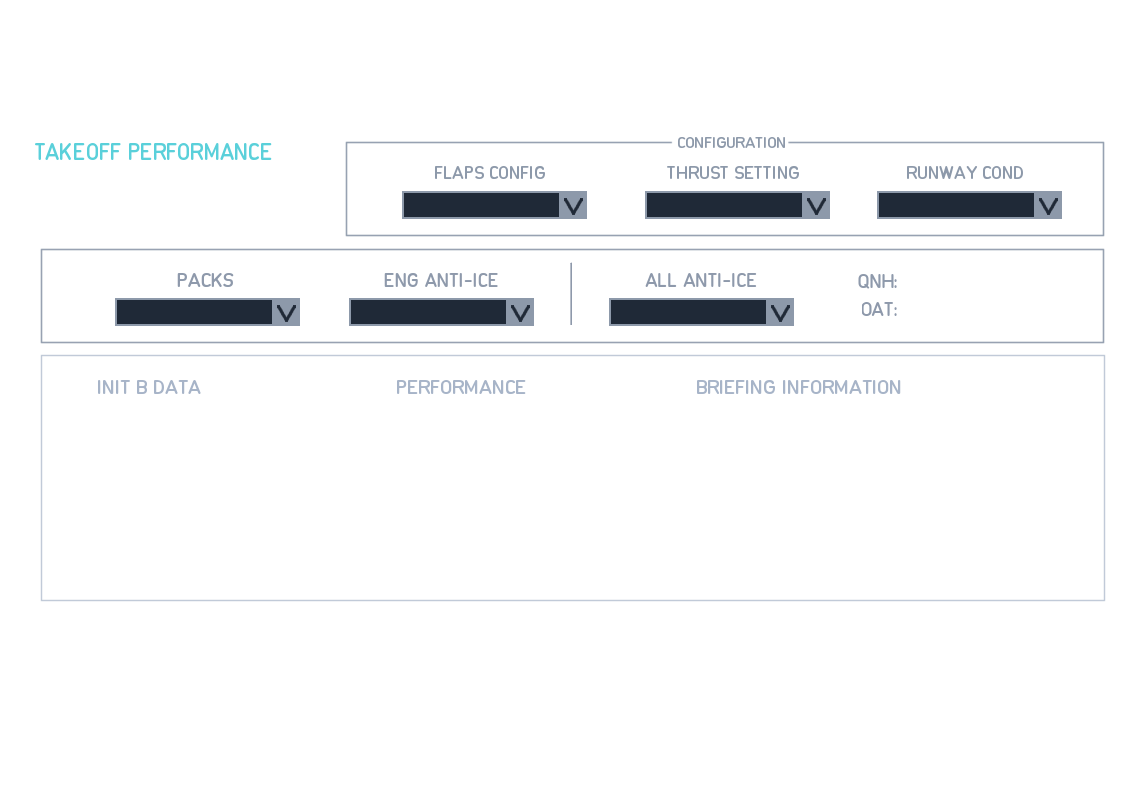 TAKEOFF PERFORMANCE
CONFIGURATION
FLAPS CONFIG THRUST SETTING RUNWAY COND
PACKS ENG ANTI-ICE ALL ANTI-ICE QNH:
OAT:
INIT B DATA PERFORMANCE BRIEFING INFORMATION